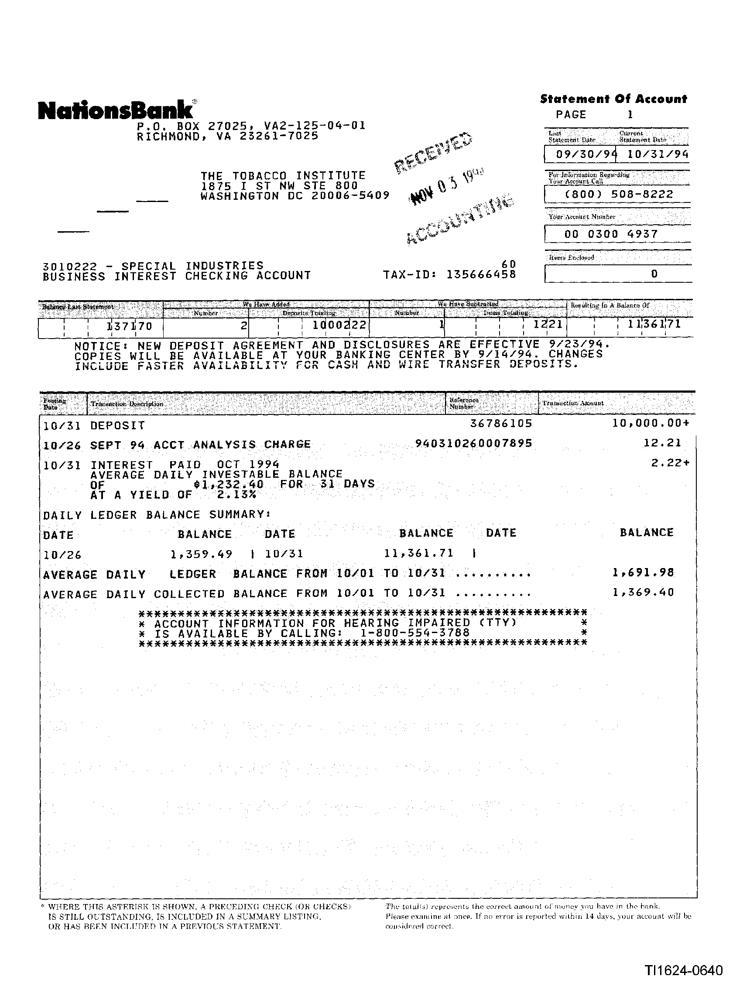 NationsBank®
P.O. BOX 27025, VA2-125-04-01
RICHMOND, VA 23261-7025
Statement Of Account
PAGE 1
Last Statement Date
Current Statement Date
09/30/94 10/31/94
RECEIVED
NOV 03 1994
ACCOUNTING
THE TOBACCO INSTITUTE
1875 I ST NW STE 800
WASHINGTON DC 20006-5409
For Information Regarding
Your Account Call
(800) 508-8222
Your Account Number
00 0300 4937
Items Enclosed
0
3010222 - SPECIAL INDUSTRIES 60
BUSINESS INTEREST CHECKING ACCOUNT TAX-ID: 135666458
Balance Last Statement We Have Added We Have Subtracted Resulting In A Balance Of
Number Deposits Totaling Number Items Totaling
137170 2 1000222 1 1221 1136171
NOTICE: NEW DEPOSIT AGREEMENT AND DISCLOSURES ARE EFFECTIVE 9/23/94.
COPIES WILL BE AVAILABLE AT YOUR BANKING CENTER BY 9/14/94. CHANGES
INCLUDE FASTER AVAILABILITY FOR CASH AND WIRE TRANSFER DEPOSITS.
Posting Date Transaction Description Reference Number Transaction Amount
10/31 DEPOSIT 36786105 10,000.00+
10/26 SEPT 94 ACCT ANALYSIS CHARGE 940310260007895 12.21
10/31 INTEREST PAID OCT 1994 2.22+
AVERAGE DAILY INVESTABLE BALANCE
OF $1,232.40 FOR 31 DAYS
AT A YIELD OF 2.13%
DAILY LEDGER BALANCE SUMMARY:
DATE BALANCE DATE BALANCE DATE BALANCE
10/26 1,359.49 | 10/31 11,361.71 |
AVERAGE DAILY LEDGER BALANCE FROM 10/01 TO 10/31 .......... 1,691.98
AVERAGE DAILY COLLECTED BALANCE FROM 10/01 TO 10/31 .......... 1,369.40
**********************************************************
* ACCOUNT INFORMATION FOR HEARING IMPAIRED (TTY) *
* IS AVAILABLE BY CALLING: 1-800-554-3788 *
**********************************************************
* WHERE THIS ASTERISK IS SHOWN, A PRECEDING CHECK (OR CHECKS)
IS STILL OUTSTANDING, IS INCLUDED IN A SUMMARY LISTING,
OR HAS BEEN INCLUDED IN A PREVIOUS STATEMENT.
The total(s) represents the correct amount of money you have in the bank.
Please examine at once. If no error is reported within 14 days, your account will be
considered correct.
TI1624-0640